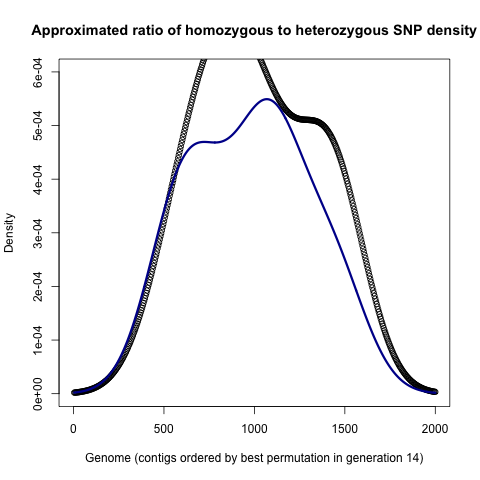 Approximated ratio of homozygous to heterozygous SNP density
6e-04
5e-04
4e-04
3e-04
2e-04
1e-04
0e+00
Density
0 500 1000 1500 2000
Genome (contigs ordered by best permutation in generation 14)